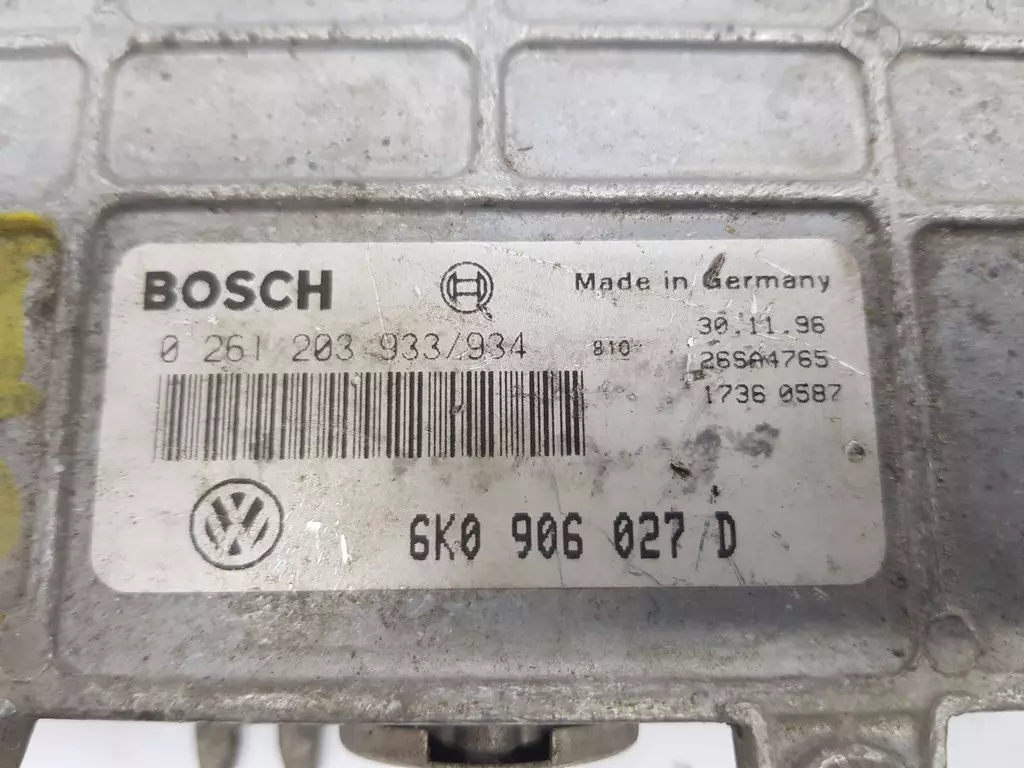 BOSCH
Made in Germany
0 261 203 933/934
810
30.11.96
26SA4765
1736 0587
VW
6K0 906 027 D